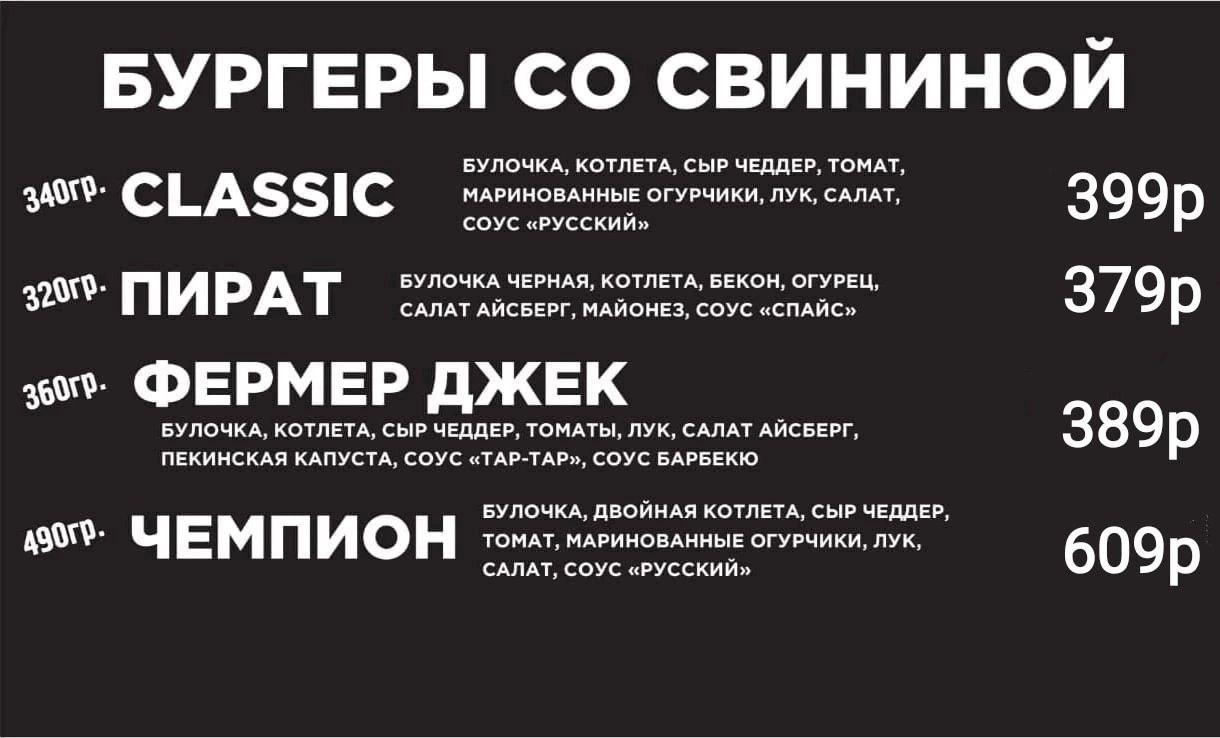 БУРГЕРЫ СО СВИНИНОЙ
340гр. CLASSIC БУЛОЧКА, КОТЛЕТА, СЫР ЧЕДДЕР, ТОМАТ,
МАРИНОВАННЫЕ ОГУРЧИКИ, ЛУК, САЛАТ,
СОУС «РУССКИЙ»
399р
320гр. ПИРАТ БУЛОЧКА ЧЕРНАЯ, КОТЛЕТА, БЕКОН, ОГУРЕЦ,
САЛАТ АЙСБЕРГ, МАЙОНЕЗ, СОУС «СПАЙС»
379р
360гр. ФЕРМЕР ДЖЕК
БУЛОЧКА, КОТЛЕТА, СЫР ЧЕДДЕР, ТОМАТЫ, ЛУК, САЛАТ АЙСБЕРГ,
ПЕКИНСКАЯ КАПУСТА, СОУС «ТАР-ТАР», СОУС БАРБЕКЮ
389р
490гр. ЧЕМПИОН БУЛОЧКА, ДВОЙНАЯ КОТЛЕТА, СЫР ЧЕДДЕР,
ТОМАТ, МАРИНОВАННЫЕ ОГУРЧИКИ, ЛУК,
САЛАТ, СОУС «РУССКИЙ»
609р